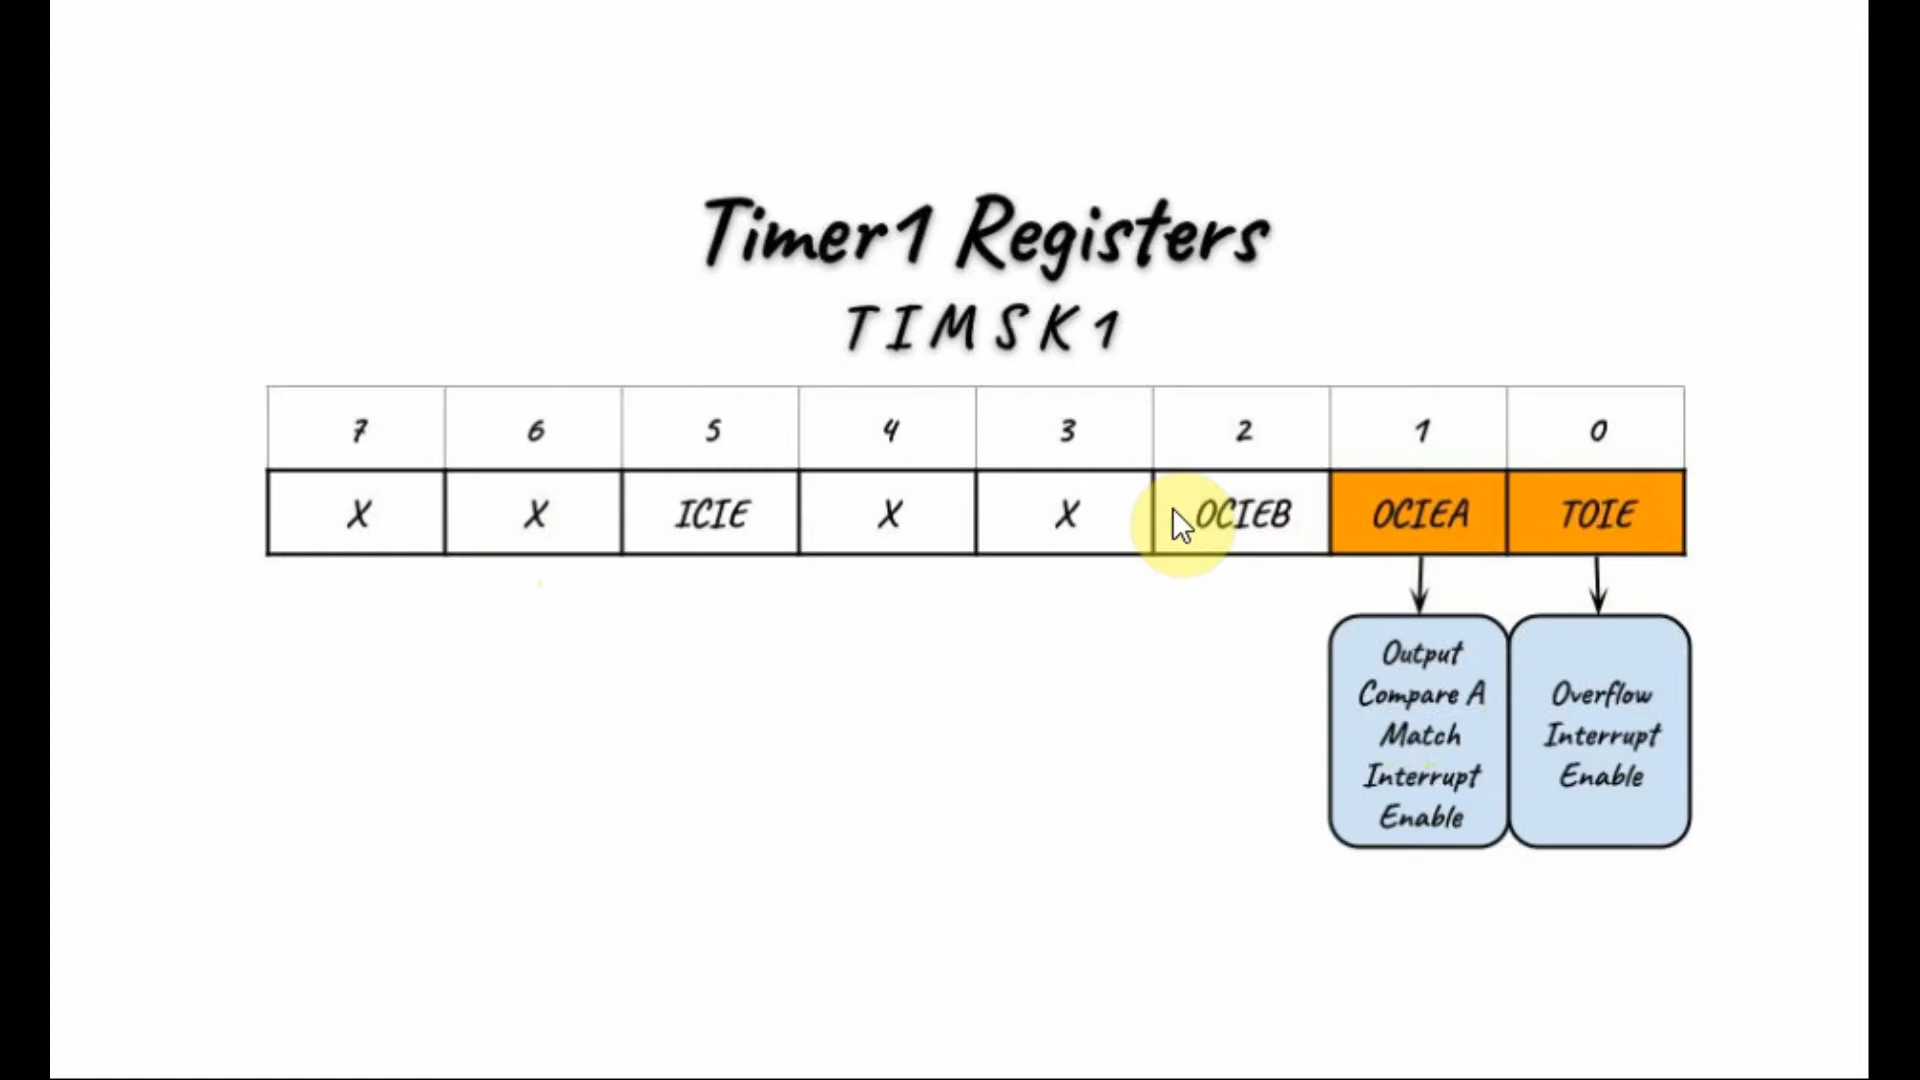 Timer1 Registers
TIMSK1
7 6 5 4 3 2 1 0
X X ICIE X X OCIEB OCIEA TOIE
Output
Compare A
Match
Interrupt
Enable
Overflow
Interrupt
Enable